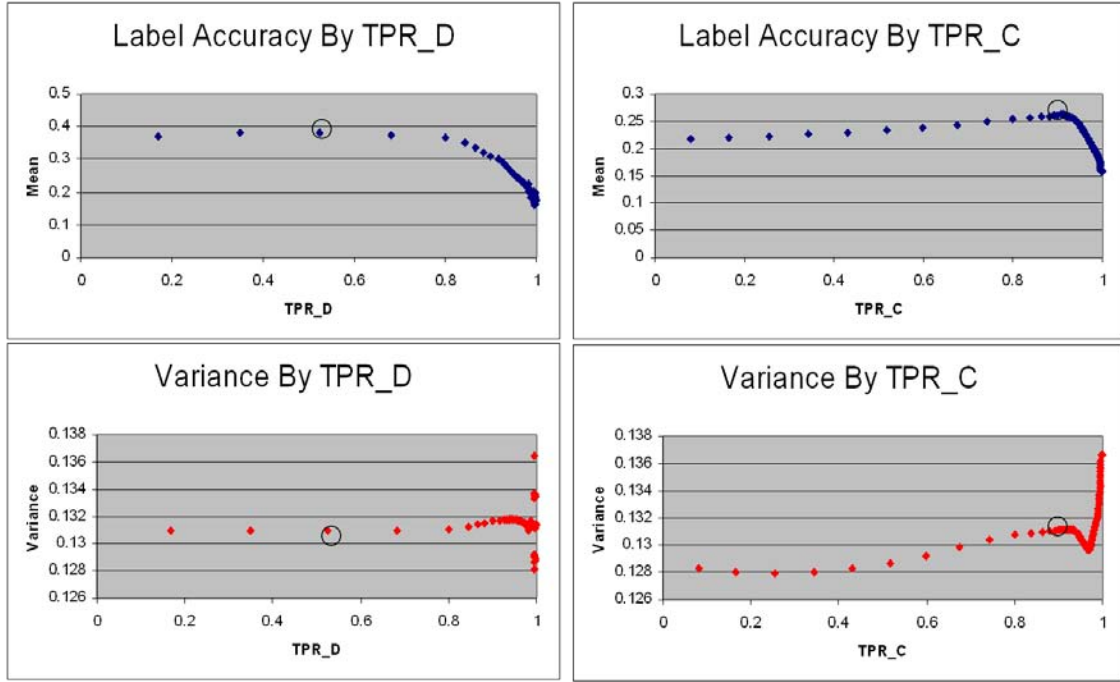 Label Accuracy By TPR_D
0.5
0.4
0.3
0.2
0.1
0
Mean
0 0.2 0.4 0.6 0.8 1
TPR_D
Label Accuracy By TPR_C
0.3
0.25
0.2
0.15
0.1
0.05
0
Mean
0 0.2 0.4 0.6 0.8 1
TPR_C
Variance By TPR_D
0.138
0.136
0.134
0.132
0.13
0.128
0.126
Variance
0 0.2 0.4 0.6 0.8 1
TPR_D
Variance By TPR_C
0.138
0.136
0.134
0.132
0.13
0.128
0.126
Variance
0 0.2 0.4 0.6 0.8 1
TPR_C